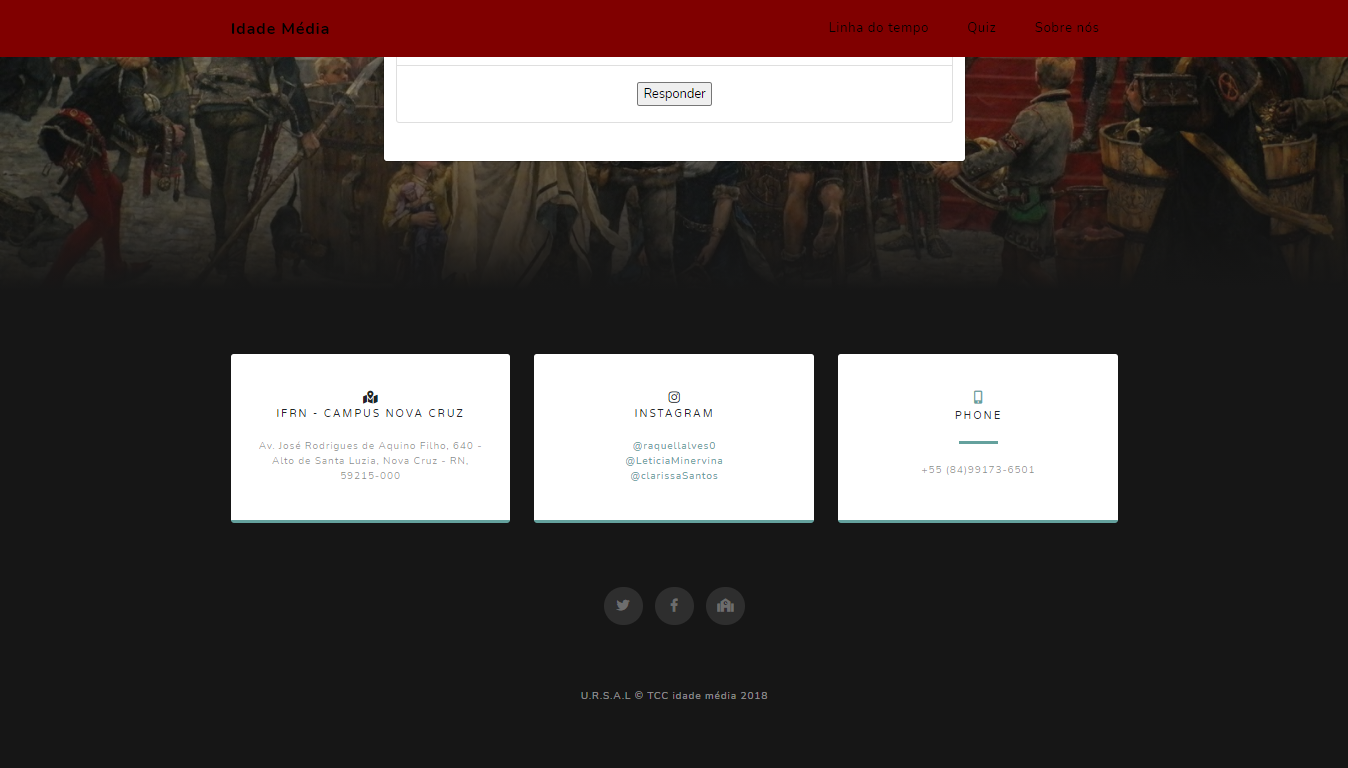 Idade Média
Linha do tempo
Quiz
Sobre nós
Responder
IFRN - CAMPUS NOVA CRUZ
Av. José Rodrigues de Aquino Filho, 640 -
Alto de Santa Luzia, Nova Cruz - RN,
59215-000
INSTAGRAM
@raquellalves0
@LeticiaMinervina
@clarissaSantos
PHONE
+55 (84)99173-6501
U.R.S.A.L © TCC idade média 2018